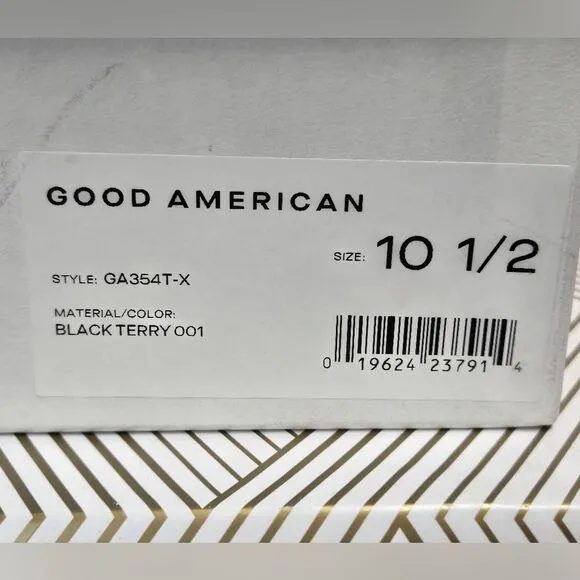 GOOD AMERICAN
SIZE: 10 1/2
STYLE: GA354T-X
MATERIAL/COLOR:
BLACK TERRY 001
0 19624 23791 4